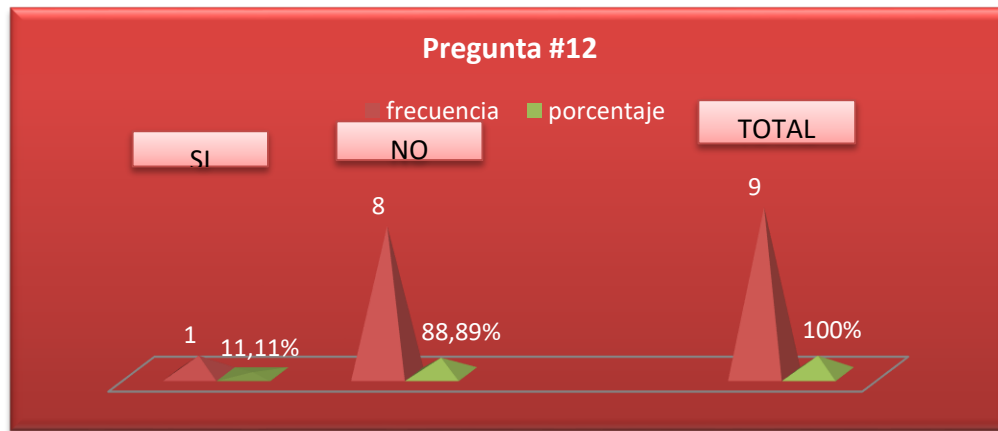 Pregunta #12
frecuencia porcentaje
SI
NO
TOTAL
1
11,11%
8
88,89%
9
100%